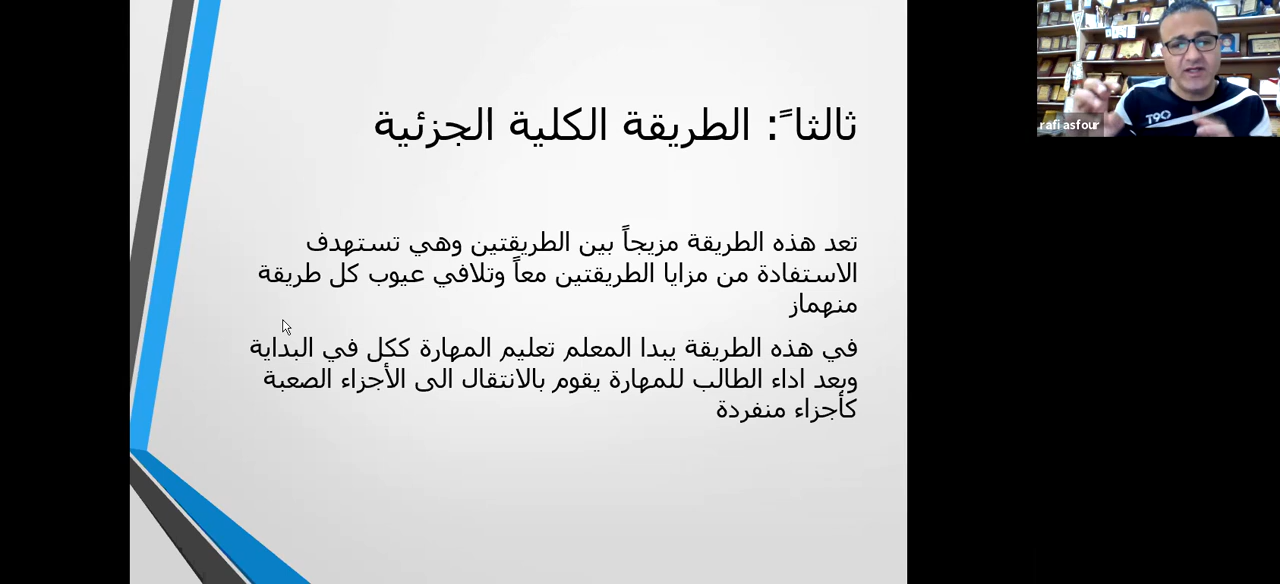 ثالثا ً: الطريقة الكلية الجزئية
تعد هذه الطريقة مزيجاً بين الطريقتين وهي تستهدف
الاستفادة من مزايا الطريقتين معاً وتلافي عيوب كل طريقة
منهماز
في هذه الطريقة يبدا المعلم تعليم المهارة ككل في البداية
وبعد اداء الطالب للمهارة يقوم بالانتقال الى الأجزاء الصعبة
كأجزاء منفردة
T90
rafi asfour